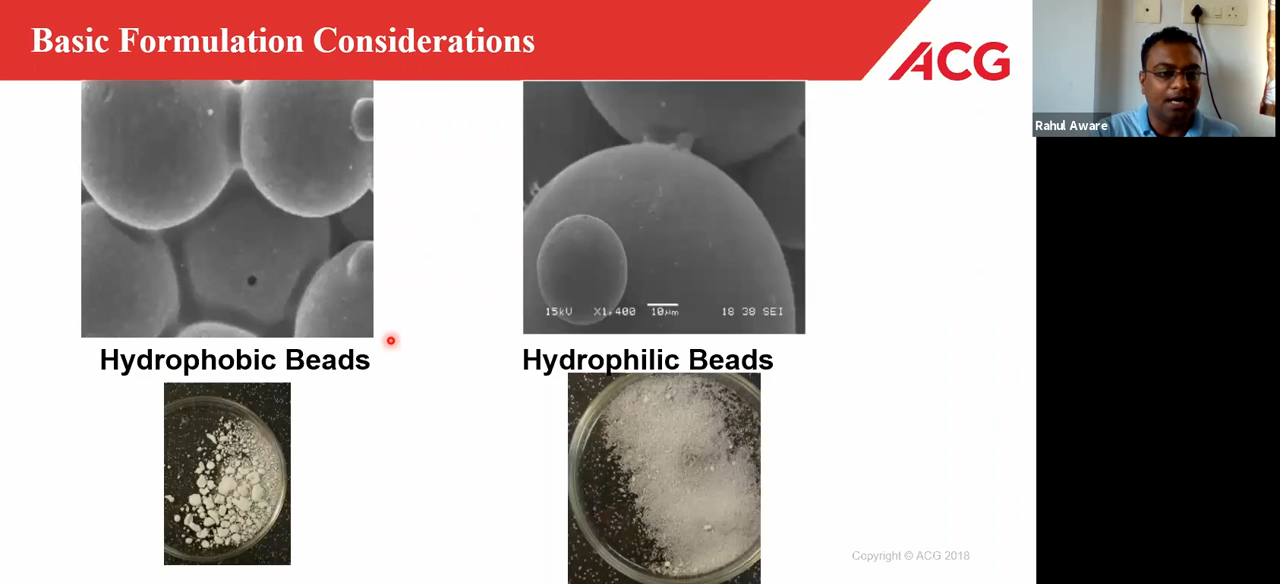 Basic Formulation Considerations
ACG
Rahul Aware
15kV X1,400 10µm 18 38 SEI
Hydrophobic Beads
Hydrophilic Beads
Copyright © ACG 2018